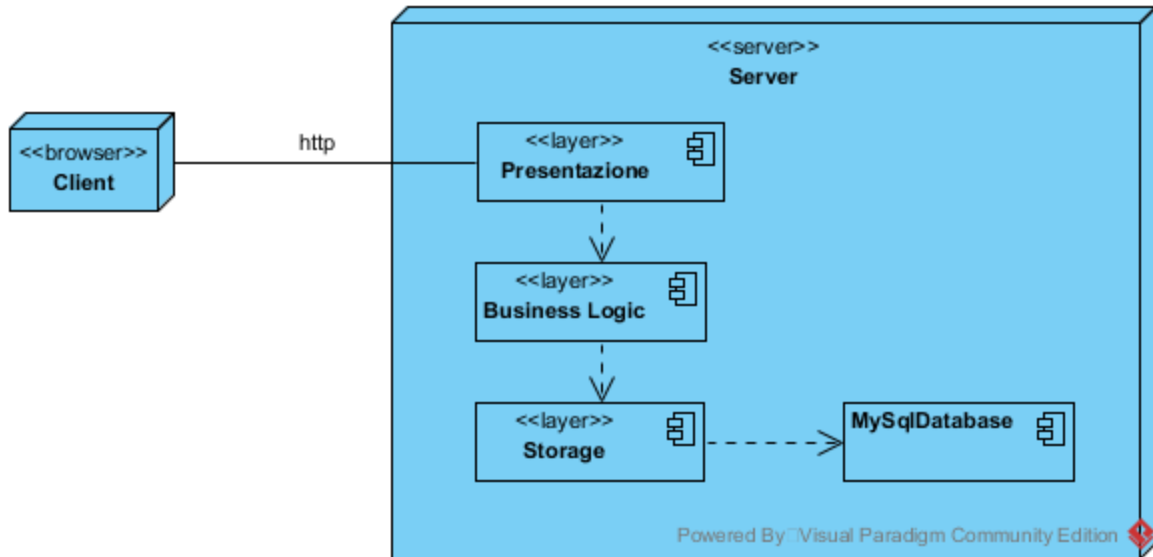 <<server>>
Server
<<browser>>
Client
http
<<layer>>
Presentazione
<<layer>>
Business Logic
<<layer>>
Storage
MySqlDatabase
Powered By Visual Paradigm Community Edition